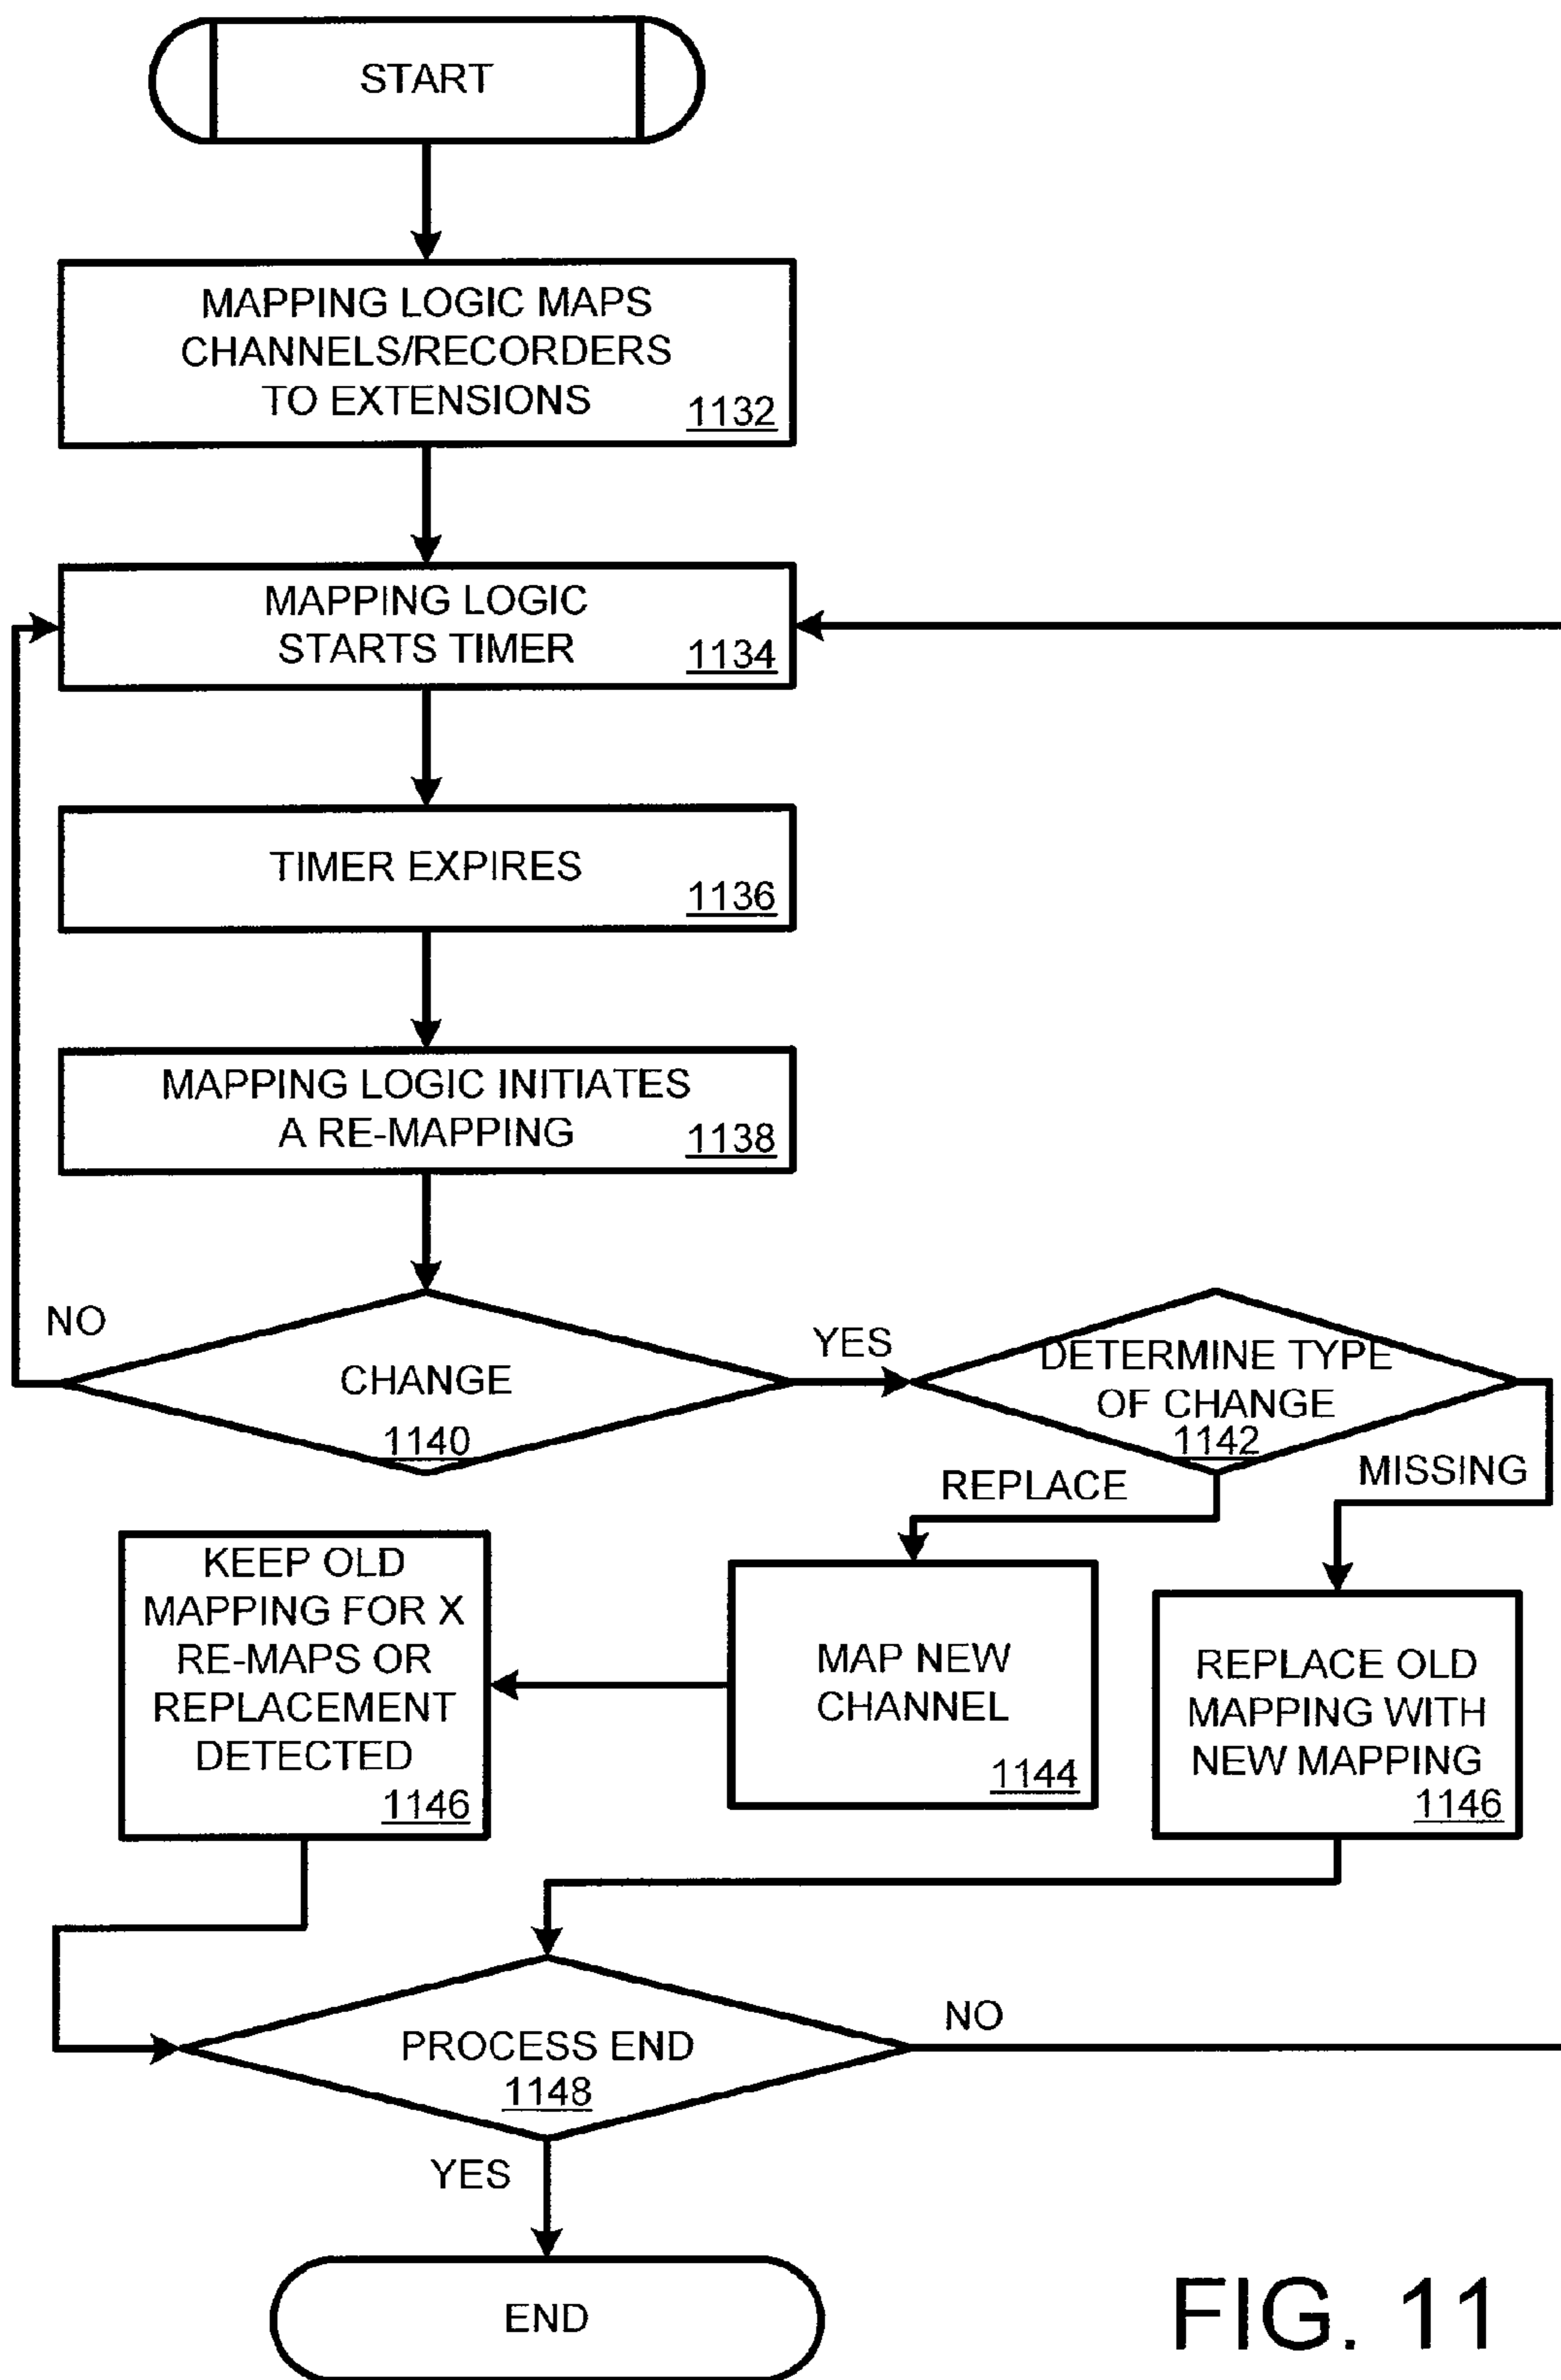 START
MAPPING LOGIC MAPS
CHANNELS/RECORDERS
TO EXTENSIONS
1132
MAPPING LOGIC
STARTS TIMER
1134
TIMER EXPIRES
1136
MAPPING LOGIC INITIATES
A RE-MAPPING
1138
NO
CHANGE
1140
YES
DETERMINE TYPE
OF CHANGE
1142
REPLACE
MISSING
KEEP OLD
MAPPING FOR X
RE-MAPS OR
REPLACEMENT
DETECTED
1146
MAP NEW
CHANNEL
1144
REPLACE OLD
MAPPING WITH
NEW MAPPING
1146
PROCESS END
1148
NO
YES
END
FIG. 11